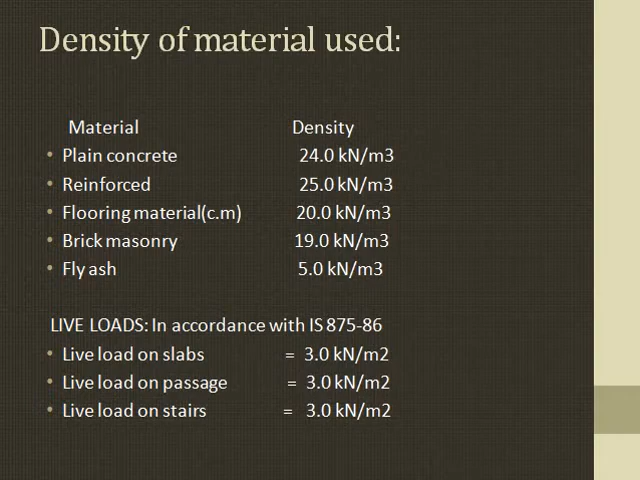 Density of material used:
Material Density
• Plain concrete 24.0 kN/m3
• Reinforced 25.0 kN/m3
• Flooring material(c.m) 20.0 kN/m3
• Brick masonry 19.0 kN/m3
• Fly ash 5.0 kN/m3
LIVE LOADS: In accordance with IS 875-86
• Live load on slabs = 3.0 kN/m2
• Live load on passage = 3.0 kN/m2
• Live load on stairs = 3.0 kN/m2